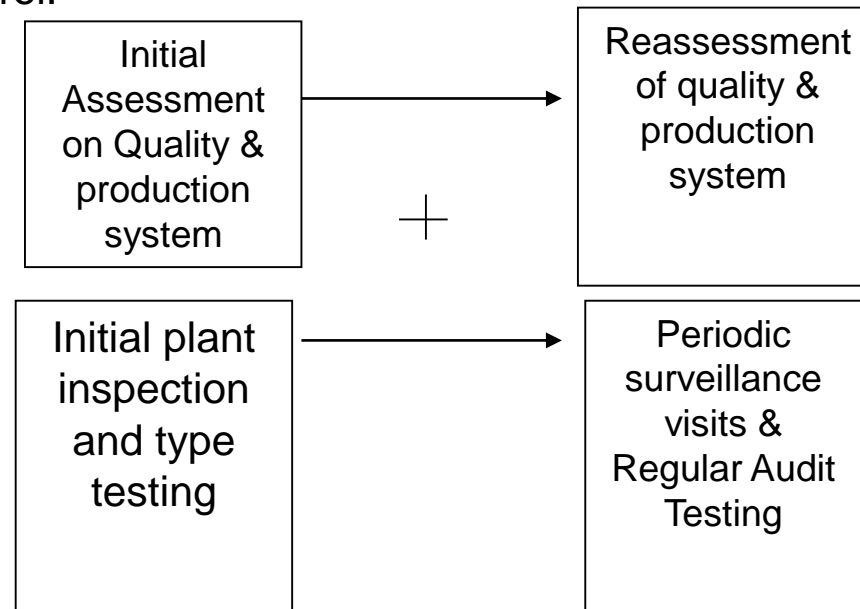 Initial
Assessment
on Quality &
production
system
Reassessment
of quality &
production
system
Initial plant
inspection
and type
testing
Periodic
surveillance
visits &
Regular Audit
Testing